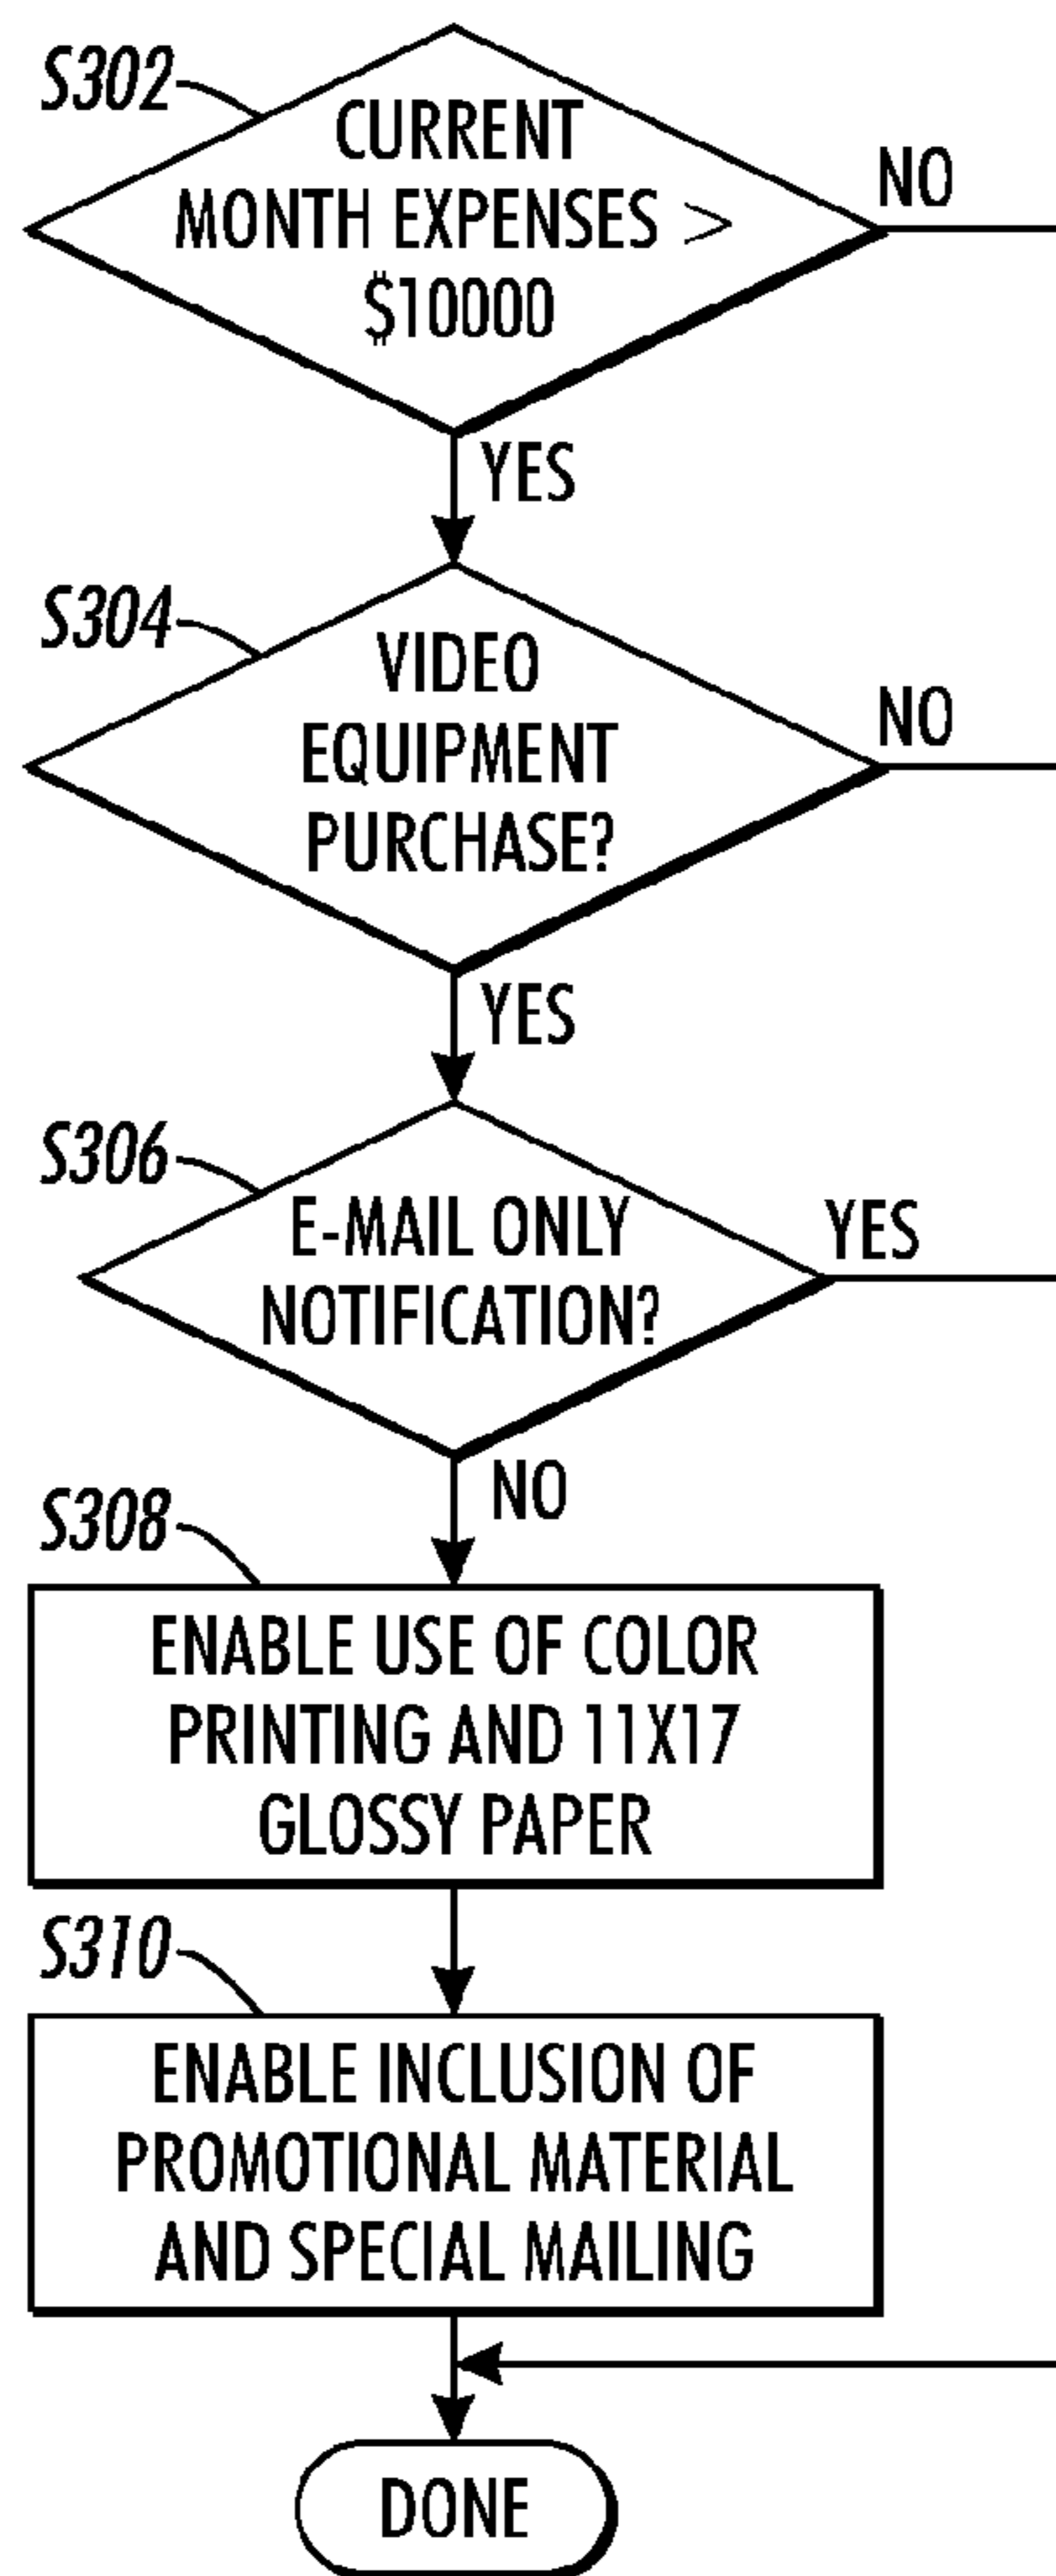 S302
CURRENT
MONTH EXPENSES >
$10000
NO
YES
S304
VIDEO
EQUIPMENT
PURCHASE?
NO
YES
S306
E-MAIL ONLY
NOTIFICATION?
YES
NO
S308
ENABLE USE OF COLOR
PRINTING AND 11X17
GLOSSY PAPER
S310
ENABLE INCLUSION OF
PROMOTIONAL MATERIAL
AND SPECIAL MAILING
DONE